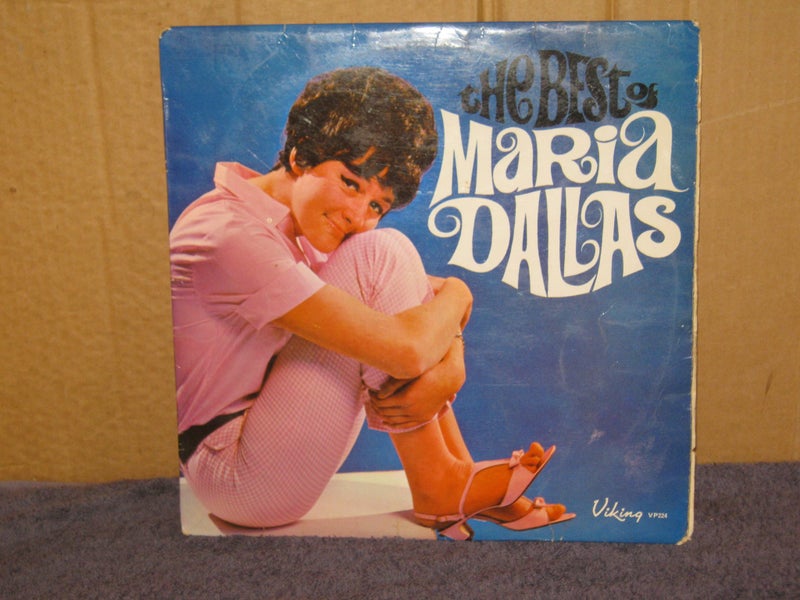 tHe BEST of
MARia
DALLAS
Viking VP224